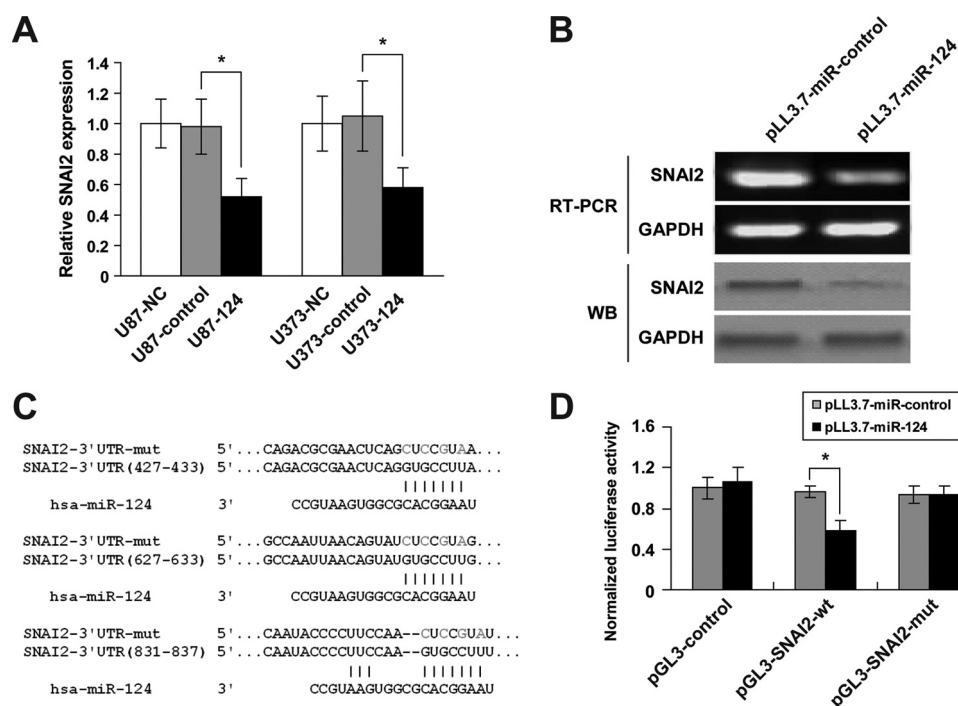 A
Relative SNAI2 expression
1.4
1.2
1.0
0.8
0.6
0.4
0.2
0
*
*
U87-NC
U87-control
U87-124
U373-NC
U373-control
U373-124
B
pLL3.7-miR-control
pLL3.7-miR-124
RT-PCR
SNAI2
GAPDH
WB
SNAI2
GAPDH
C
SNAI2-3'UTR-mut 5'...CAGACGCGAACUCAGCUCCGUAA...
SNAI2-3'UTR(427-433) 5'...CAGACGCGAACUCAGGUGCCUUA...
hsa-miR-124 3' CCGUAAGUGGCGCACGGAAU
SNAI2-3'UTR-mut 5'...GCCAAUUAACAGUAUCUCCGUAG...
SNAI2-3'UTR(627-633) 5'...GCCAAUUAACAGUAUGUGCCUUG...
hsa-miR-124 3' CCGUAAGUGGCGCACGGAAU
SNAI2-3'UTR-mut 5'...CAAUACCCCUUCCAA--CUCCGUAU...
SNAI2-3'UTR(831-837) 5'...CAAUACCCCUUCCAA--GUGCCUUU...
hsa-miR-124 3' CCGUAAGUGGCGCACGGAAU
D
pLL3.7-miR-control
pLL3.7-miR-124
Normalized luciferase activity
1.6
1.2
0.8
0.4
0
*
pGL3-control
pGL3-SNAI2-wt
pGL3-SNAI2-mut